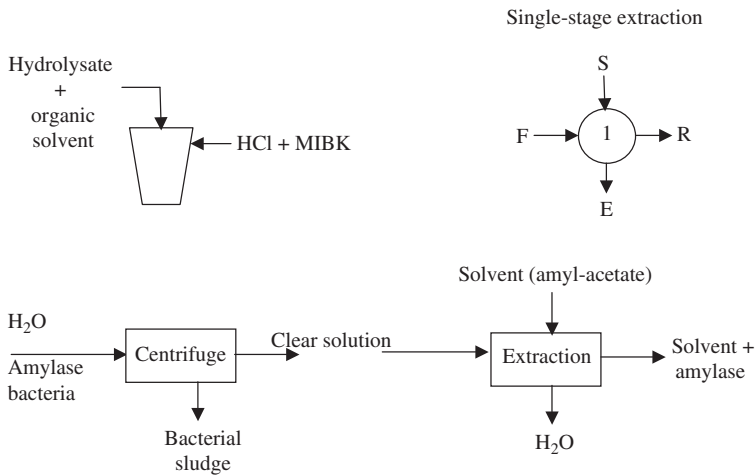 Single-stage extraction
Hydrolysate
+
organic
solvent
HCl + MIBK
S
F
1
R
E
Solvent (amyl-acetate)
H₂O
Amylase
bacteria
Centrifuge
Clear solution
Extraction
Solvent +
amylase
Bacterial
sludge
H₂O